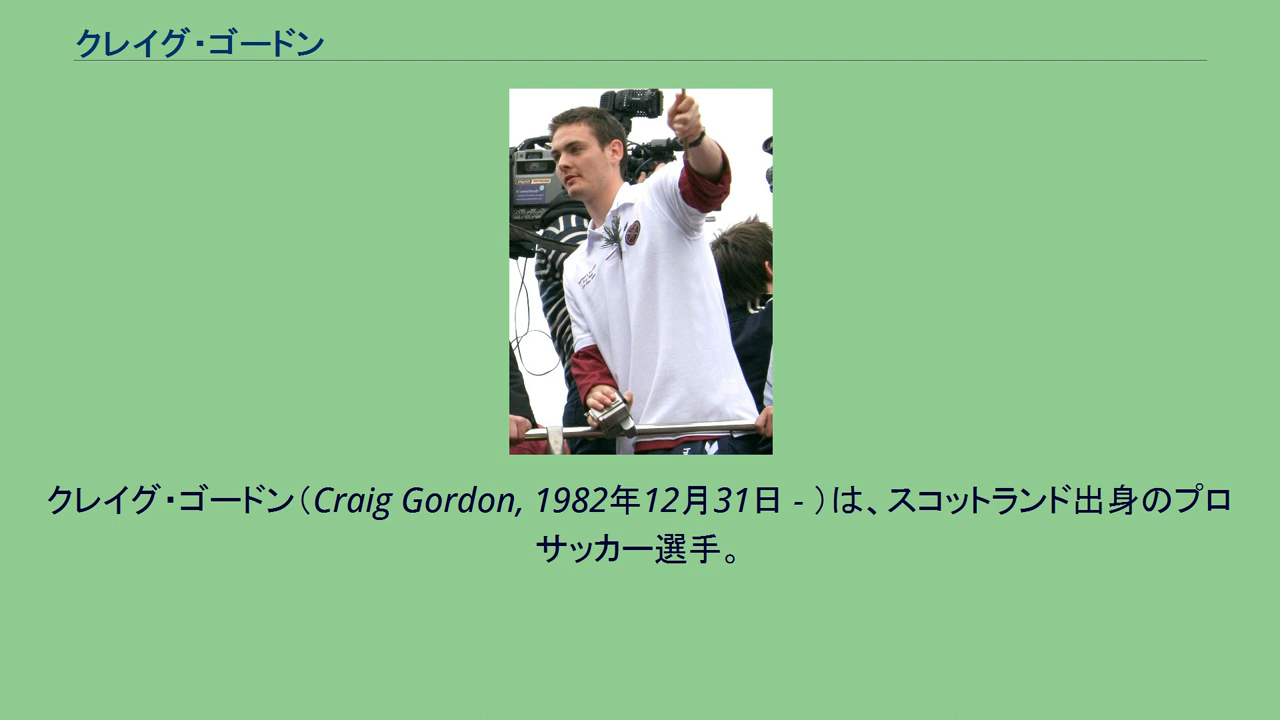 クレイグ・ゴードン
クレイグ・ゴードン（Craig Gordon, 1982年12月31日 - ）は、スコットランド出身のプロ
サッカー選手。